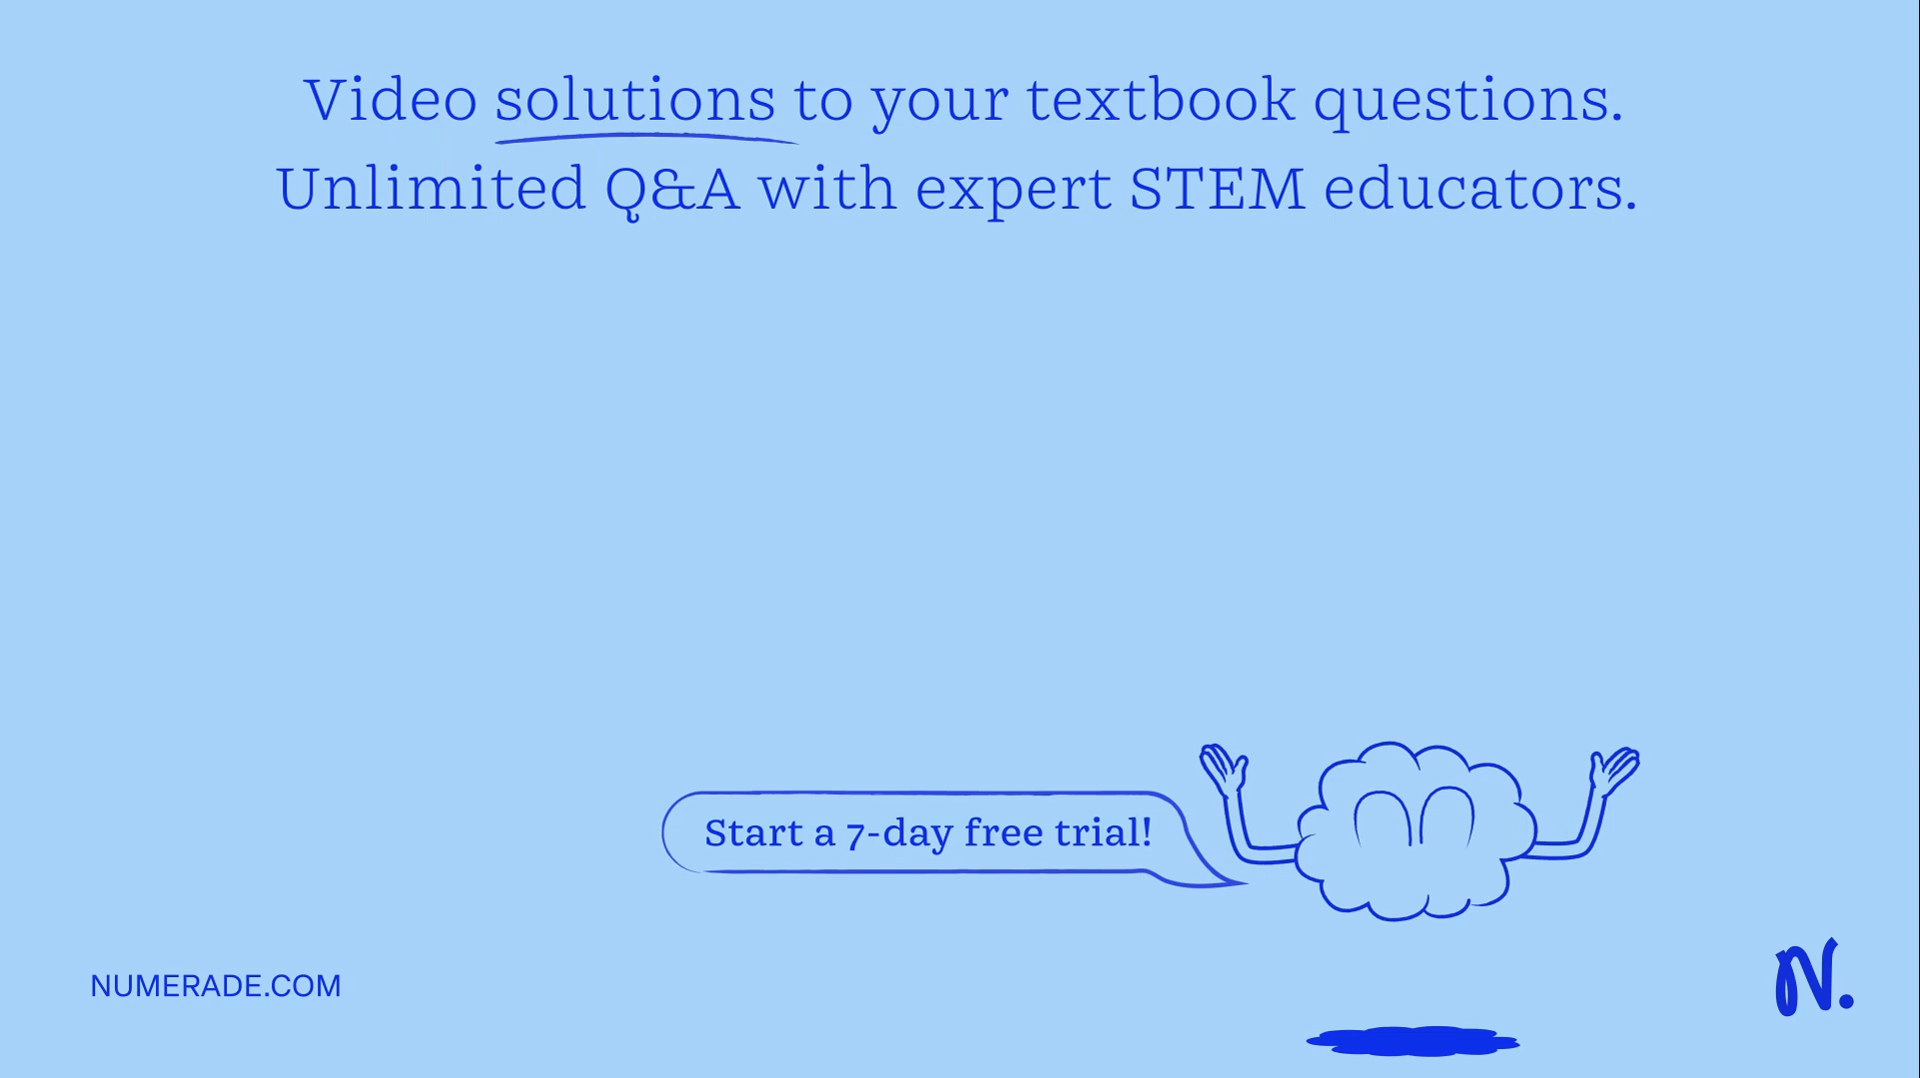 Video solutions to your textbook questions.
Unlimited Q&A with expert STEM educators.
Start a 7-day free trial!
NUMERADE.COM
N.